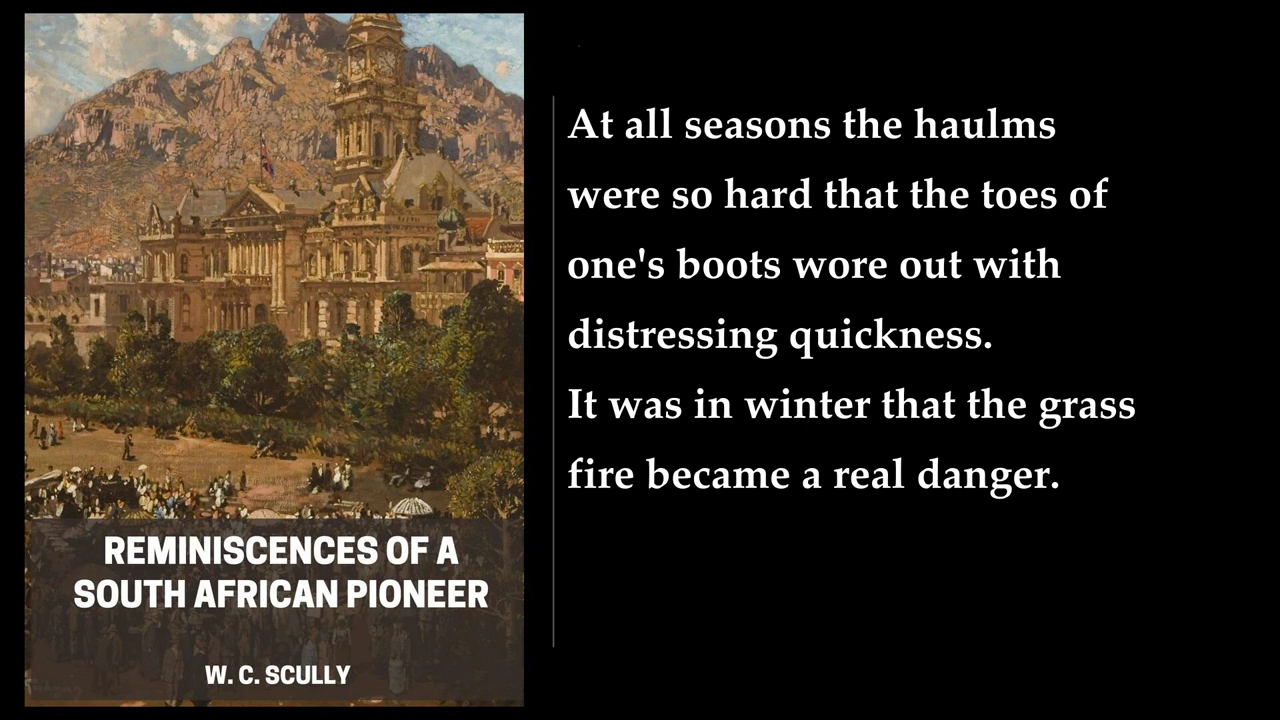 At all seasons the haulms
were so hard that the toes of
one's boots wore out with
distressing quickness.
It was in winter that the grass
fire became a real danger.
REMINISCENCES OF A
SOUTH AFRICAN PIONEER
W. C. SCULLY